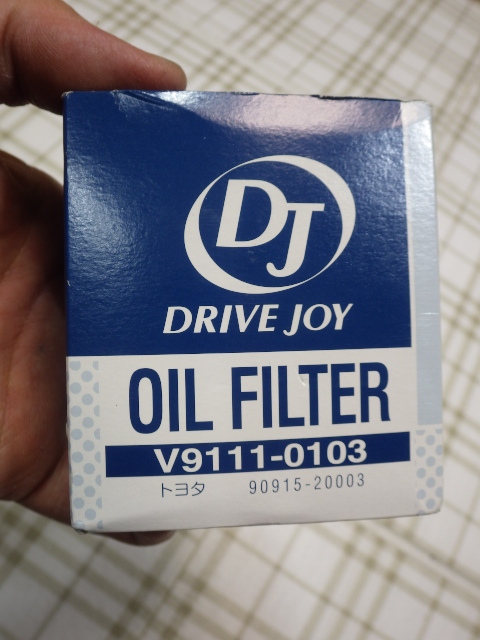 DJ
DRIVE JOY
OIL FILTER
V9111-0103
トヨタ 90915-20003